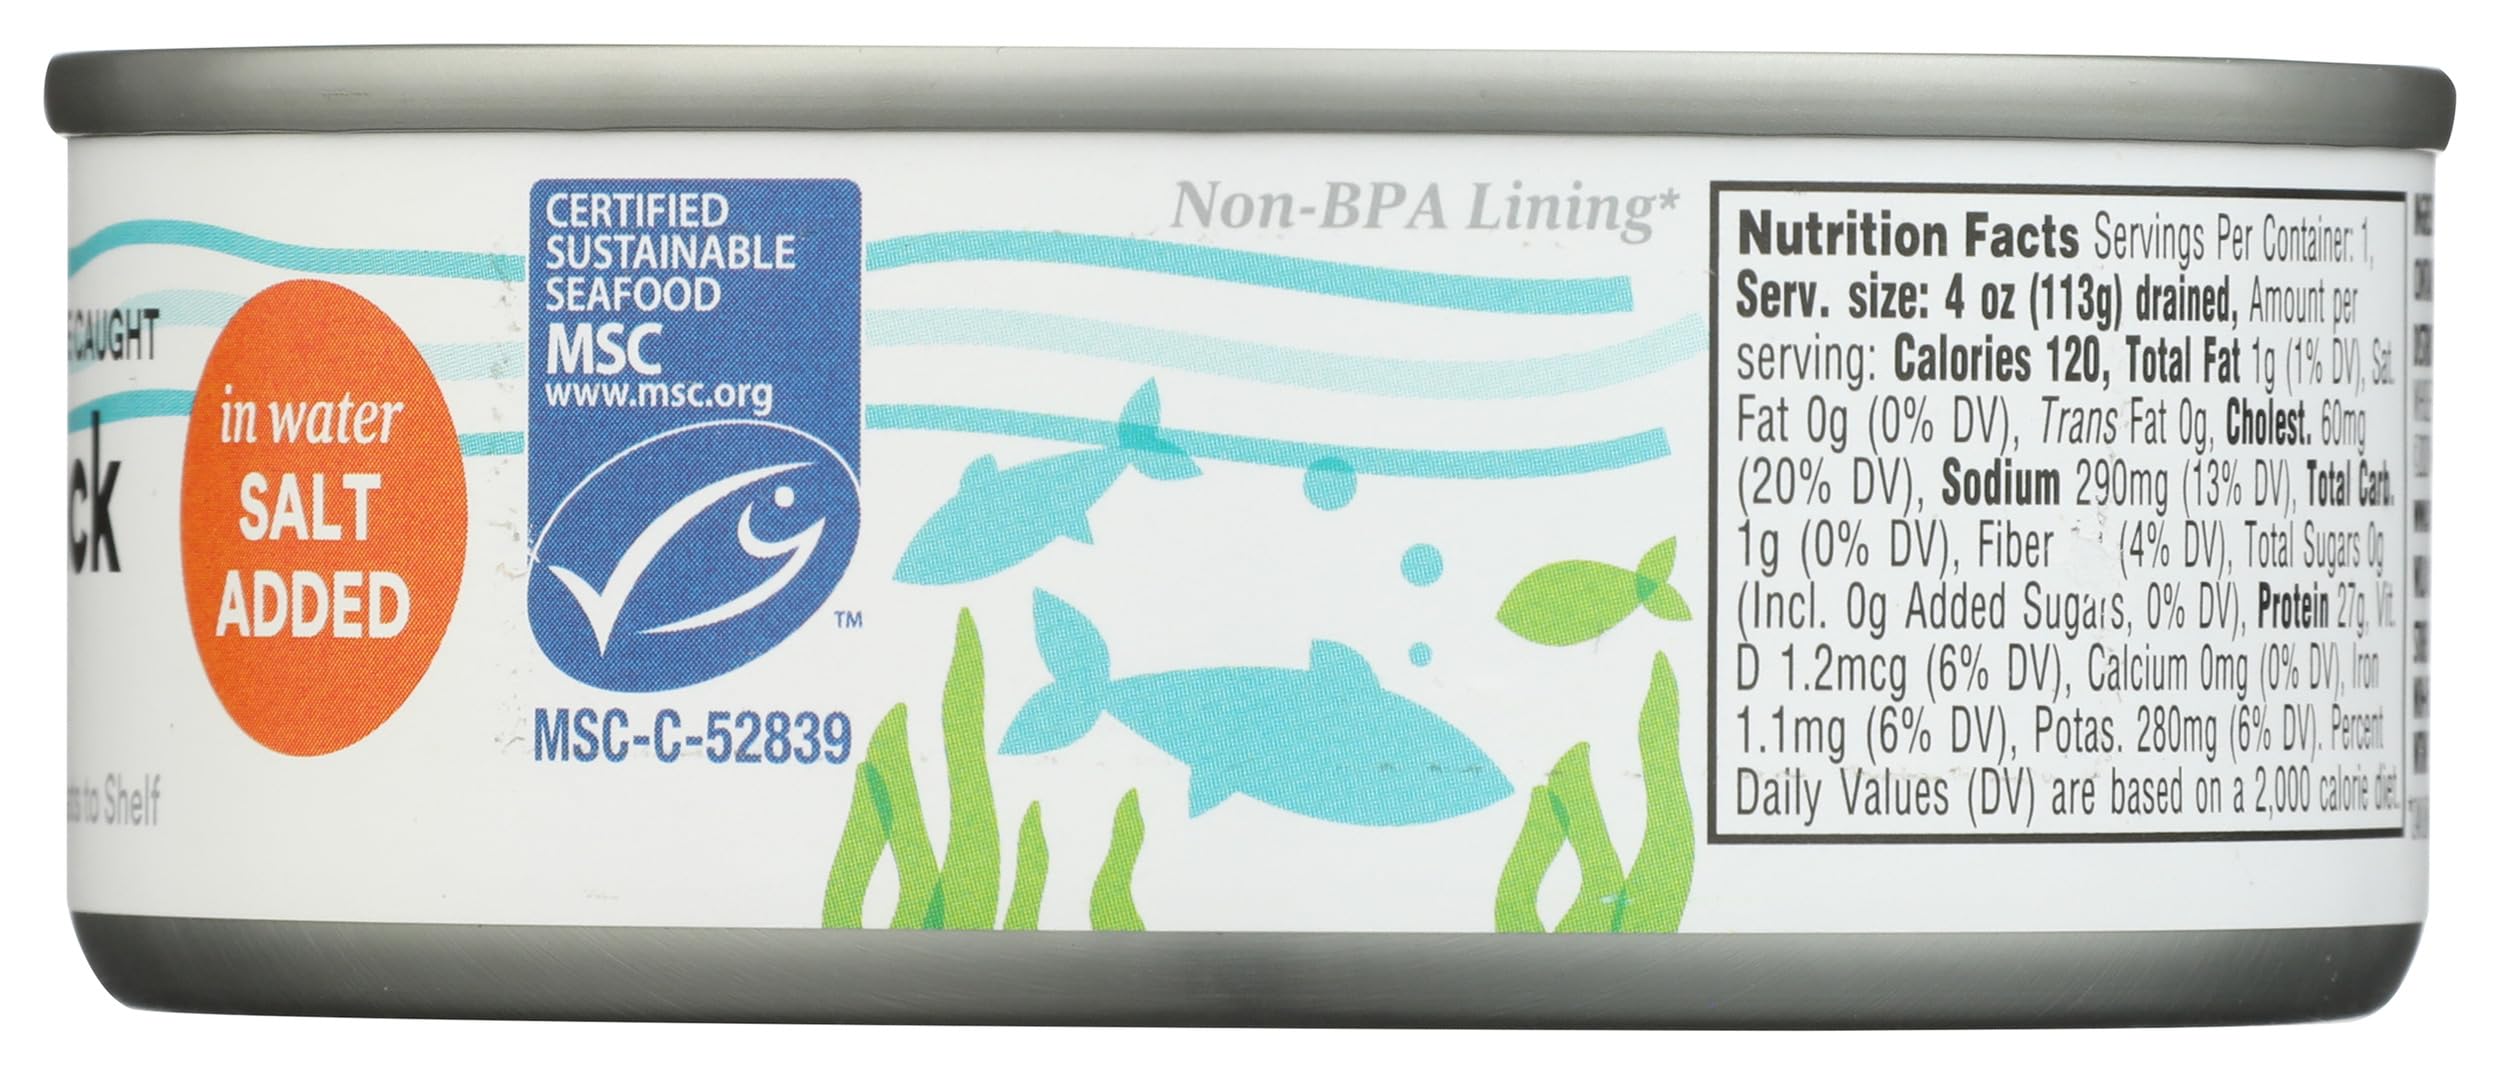 CAUGHT
ck
to Shelf
in water
SALT
ADDED
CERTIFIED
SUSTAINABLE
SEAFOOD
MSC
www.msc.org
TM
MSC-C-52839
Non-BPA Lining*
Nutrition Facts Servings Per Container: 1,
Serv. size: 4 oz (113g) drained, Amount per
serving: Calories 120, Total Fat 1g (1% DV), Sat.
Fat 0g (0% DV), Trans Fat 0g, Cholest. 60mg
(20% DV), Sodium 290mg (13% DV), Total Carb.
1g (0% DV), Fiber (4% DV), Total Sugars 0g
(Incl. 0g Added Sugars, 0% DV), Protein 27g, Vit.
D 1.2mcg (6% DV), Calcium 0mg (0% DV), Iron
1.1mg (6% DV), Potas. 280mg (6% DV). Percent
Daily Values (DV) are based on a 2,000 calorie diet.